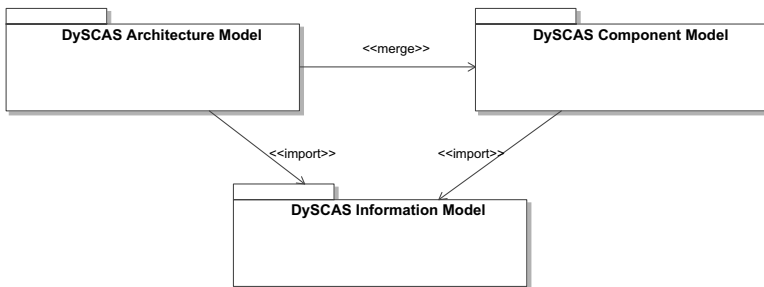 DySCAS Architecture Model
DySCAS Component Model
<<merge>>
<<import>>
<<import>>
DySCAS Information Model